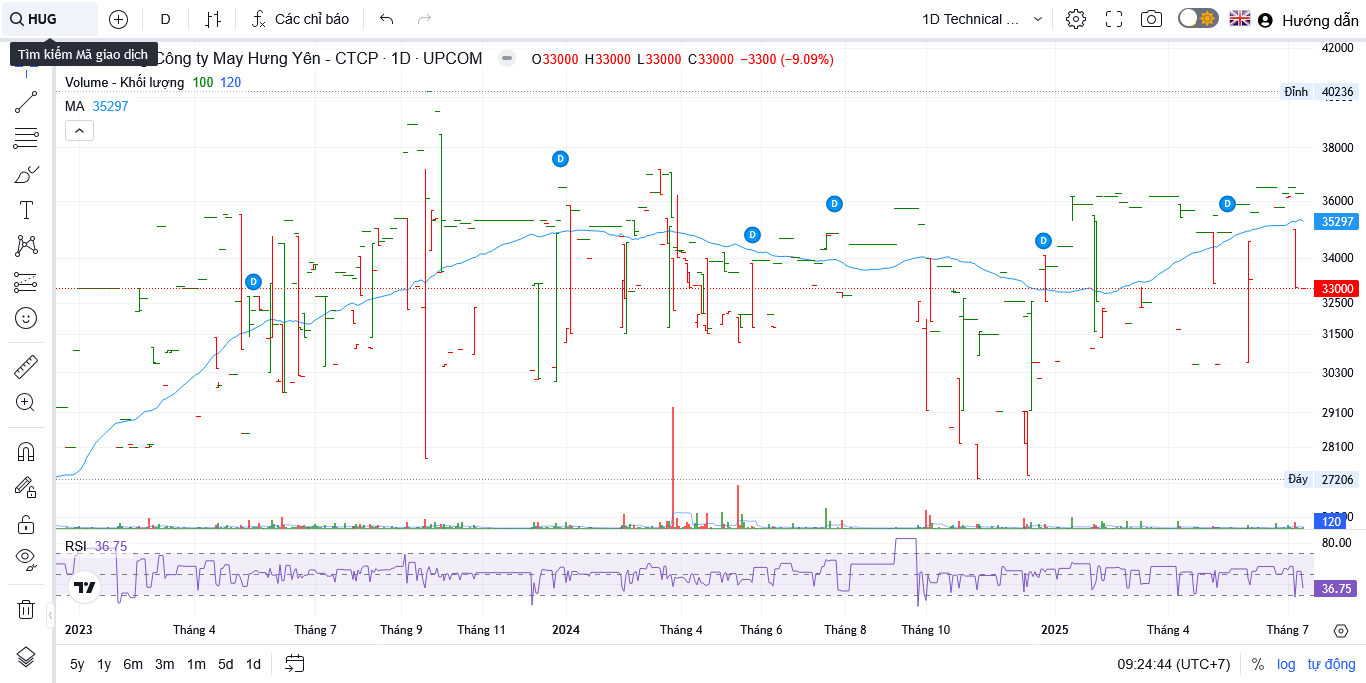 HUG D Các chỉ báo 1D Technical ... Hướng dẫn
Tìm kiếm Mã giao dịch
Công ty May Hưng Yên - CTCP · 1D · UPCOM O33000 H33000 L33000 C33000 −3300 (−9.09%)
Volume - Khối lượng 100 120
MA 35297
42000
Đỉnh 40236
38000
36000
35297
34000
33000
32500
31500
30300
29100
28100
Đáy 27206
120
D
D
D
D
D
D
RSI 36.75
80.00
36.75
2023 Tháng 4 Tháng 7 Tháng 9 Tháng 11 2024 Tháng 4 Tháng 6 Tháng 8 Tháng 10 2025 Tháng 4 Tháng 7
5y 1y 6m 3m 1m 5d 1d 09:24:44 (UTC+7) % log tự động